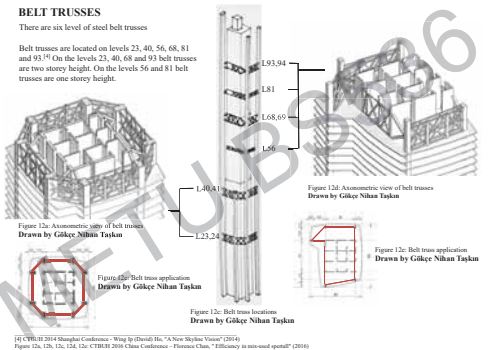 BELT TRUSSES
There are six level of steel belt trusses
Belt trusses are located on levels 23, 40, 56, 68, 81
and 93.[4] On the levels 23, 40, 68 and 93 belt trusses
are two storey height. On the levels 56 and 81 belt
trusses are one storey height.
L93,94
L81
L68,69
L56
L40,41
L23,24
Figure 12d: Axonometric view of belt trusses
Drawn by Gökçe Nihan Taşkın
Figure 12a: Axonometric view of belt trusses
Drawn by Gökçe Nihan Taşkın
Figure 12e: Belt truss application
Drawn by Gökçe Nihan Taşkın
Figure 12c: Belt truss application
Drawn by Gökçe Nihan Taşkın
Figure 12c: Belt truss locations
Drawn by Gökçe Nihan Taşkın
[4] CTBUH 2014 Shanghai Conference - Wing Ip (David) Ho, "A New Skyline Vision" (2014)
Figure 12a, 12b, 12c, 12d, 12e: CTBUH 2016 China Conference – Florence Chan, " Efficiency in mix-used spertall" (2016)
METU BS 536